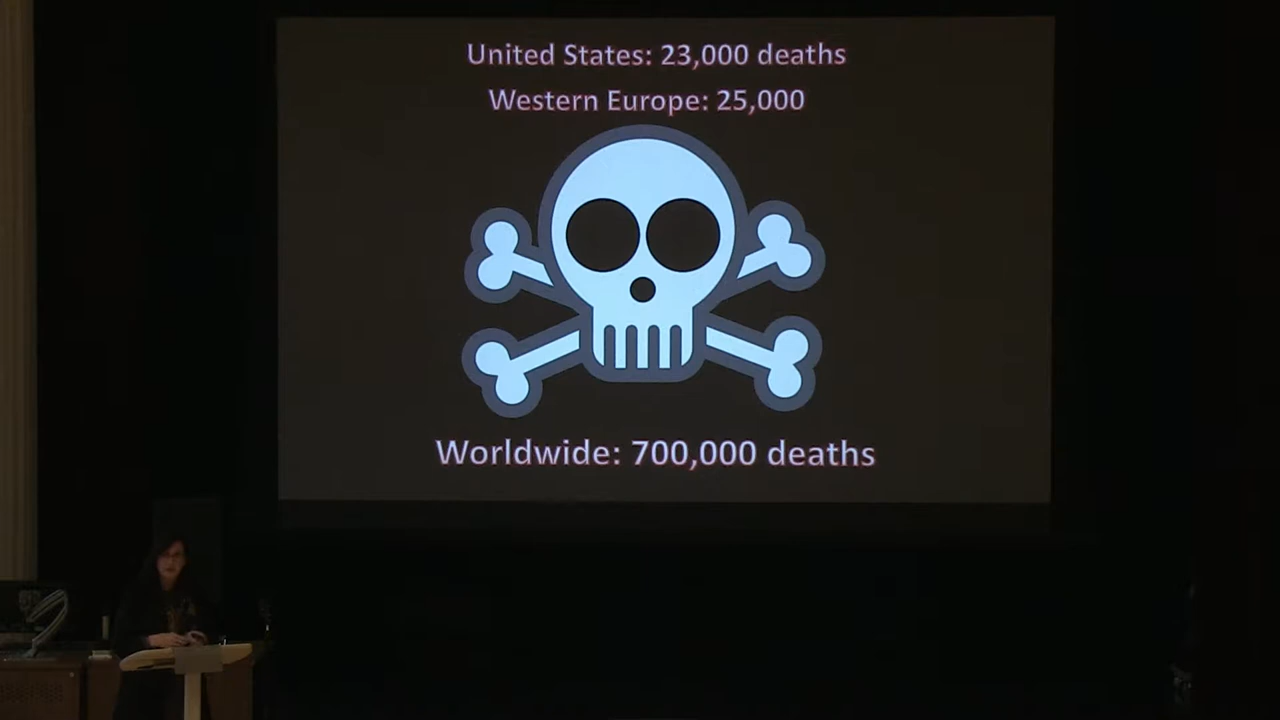 United States: 23,000 deaths
Western Europe: 25,000
Worldwide: 700,000 deaths